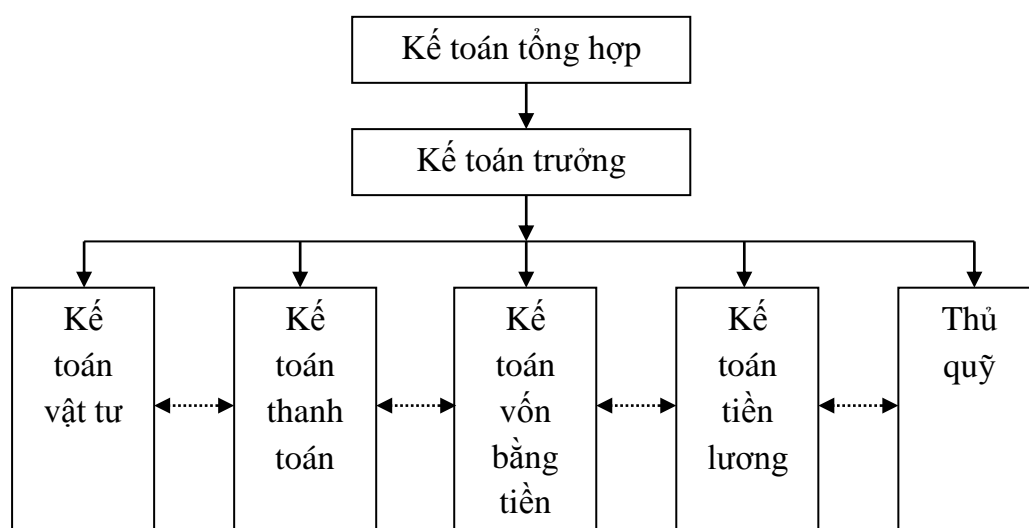 Kế toán tổng hợp
Kế toán trưởng
Kế
toán
vật tư
Kế
toán
thanh
toán
Kế
toán
vốn
bằng
tiền
Kế
toán
tiền
lương
Thủ
quỹ